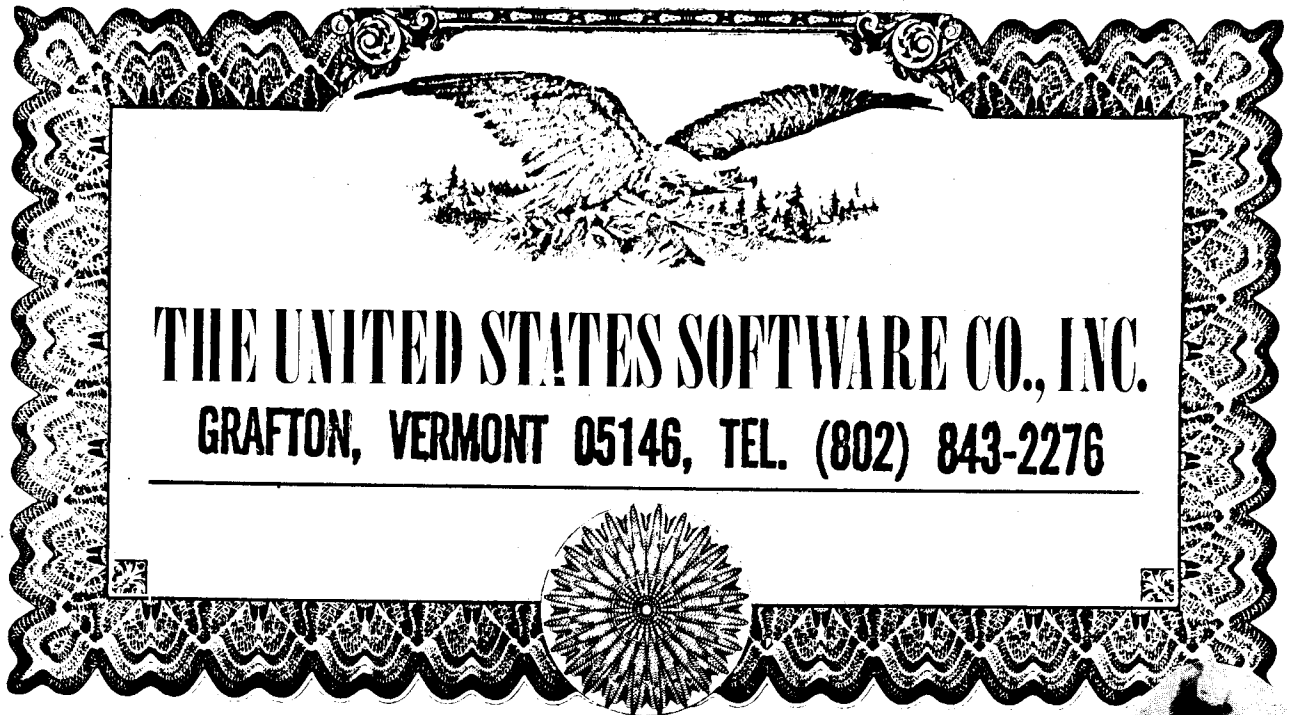 THE UNITED STATES SOFTWARE CO., INC.
GRAFTON, VERMONT 05146, TEL. (802) 843-2276